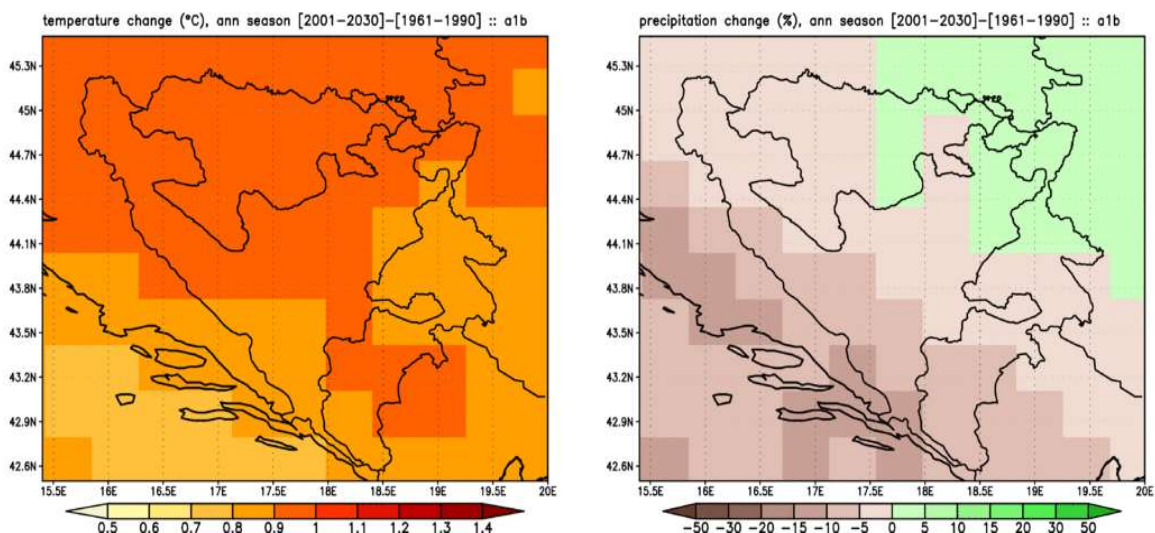 temperature change (°C), ann season [2001-2030]-[1961-1990] :: a1b
45.3N
45N
44.7N
44.4N
44.1N
43.8N
43.5N
43.2N
42.9N
42.6N
15.5E 16E 16.5E 17E 17.5E 18E 18.5E 19E 19.5E 20E
0.5 0.6 0.7 0.8 0.9 1 1.1 1.2 1.3 1.4
precipitation change (%), ann season [2001-2030]-[1961-1990] :: a1b
45.3N
45N
44.7N
44.4N
44.1N
43.8N
43.5N
43.2N
42.9N
42.6N
15.5E 16E 16.5E 17E 17.5E 18E 18.5E 19E 19.5E 20E
-50 -30 -20 -15 -10 -5 0 5 10 15 20 30 50